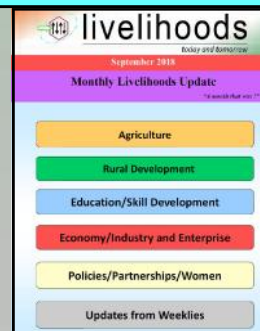 livelihoods
today and tomorrow
September 2018
Monthly Livelihoods Update
Agriculture
Rural Development
Education/Skill Development
Economy/Industry and Enterprise
Policies/Partnerships/Women
Updates from Weeklies